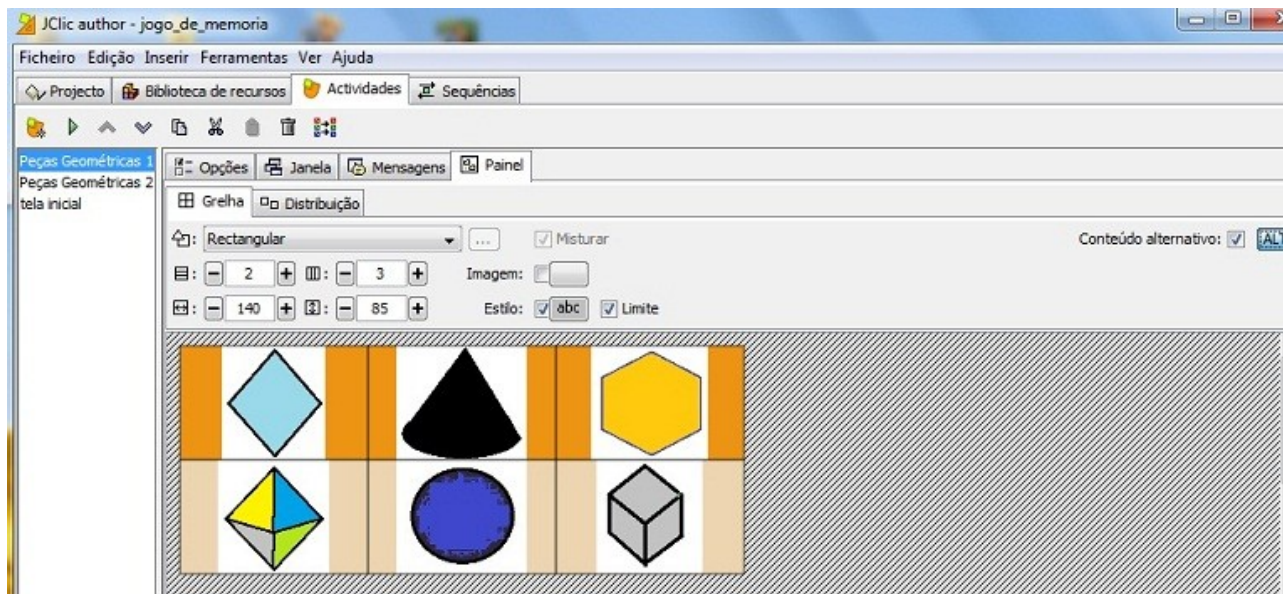 JClic author - jogo_de_memoria
Ficheiro Edição Inserir Ferramentas Ver Ajuda
Projecto Biblioteca de recursos Actividades Sequências
Peças Geométricas 1
Peças Geométricas 2
tela inicial
Opções Janela Mensagens Painel
Grelha Distribuição
: Rectangular ... Misturar Conteúdo alternativo: ALT
: 2 : 3 Imagem:
: 140 : 85 Estilo: abc Limite